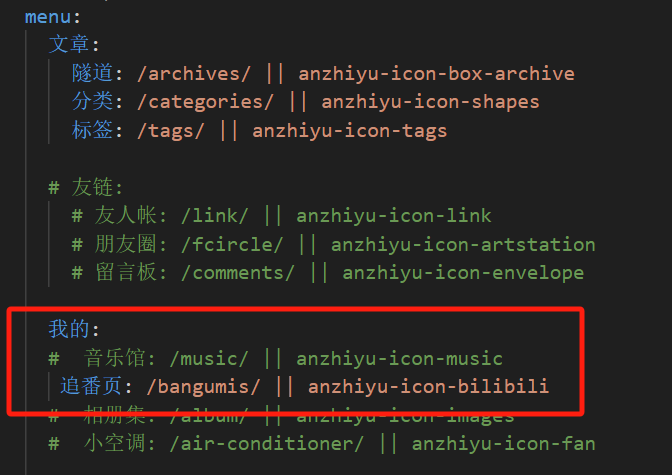 menu:
文章:
隧道: /archives/ || anzhiyu-icon-box-archive
分类: /categories/ || anzhiyu-icon-shapes
标签: /tags/ || anzhiyu-icon-tags
# 友链:
# 友人帐: /link/ || anzhiyu-icon-link
# 朋友圈: /fcircle/ || anzhiyu-icon-artstation
# 留言板: /comments/ || anzhiyu-icon-envelope
我的:
# 音乐馆: /music/ || anzhiyu-icon-music
追番页: /bangumis/ || anzhiyu-icon-bilibili
# 相册集: /album/ || anzhiyu-icon-images
# 小空调: /air-conditioner/ || anzhiyu-icon-fan